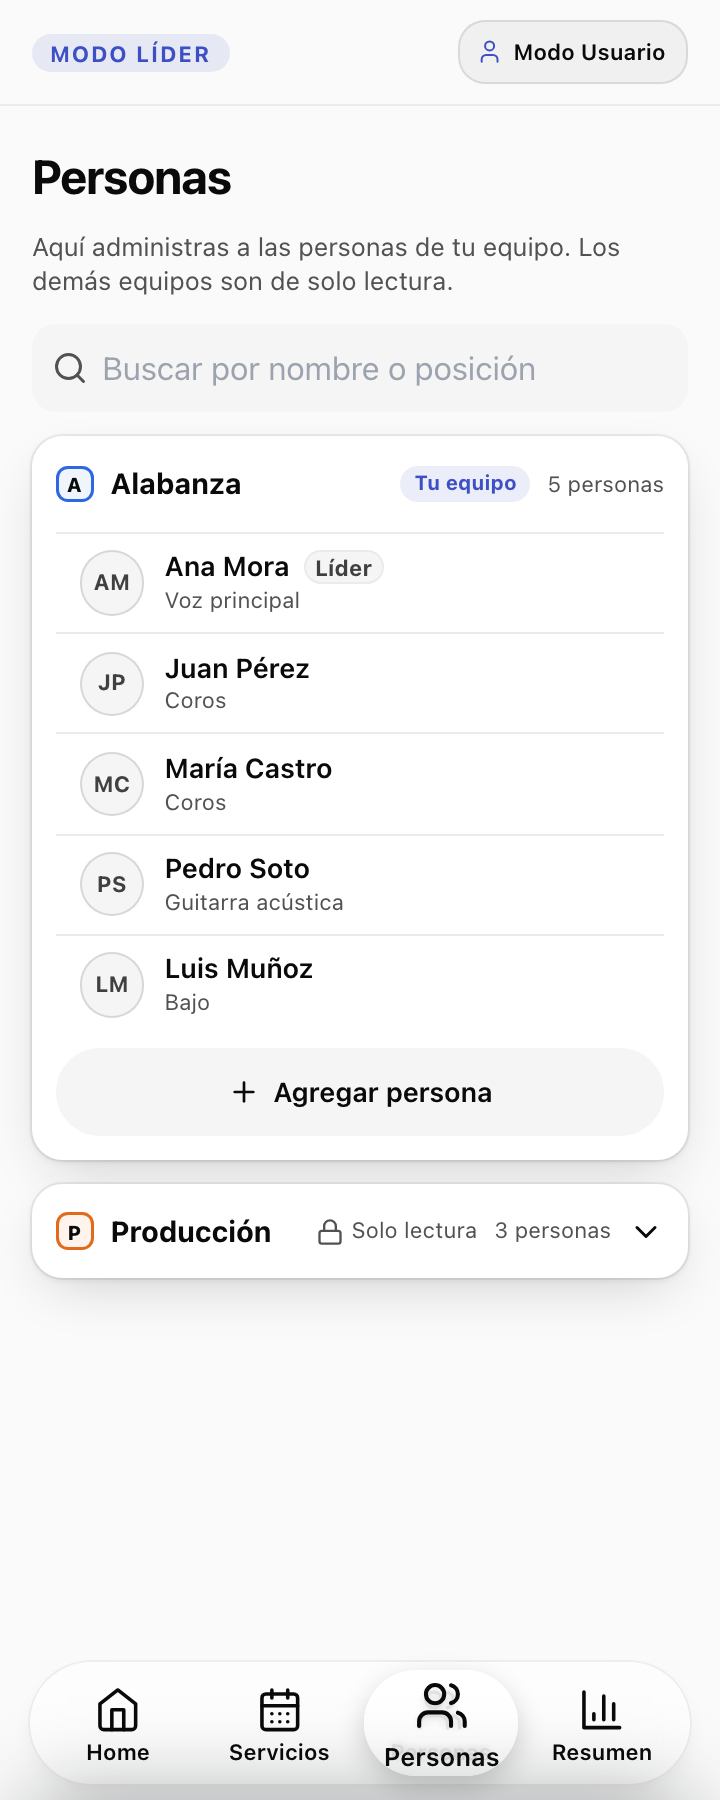 MODO LÍDER
Modo Usuario
Personas
Aquí administras a las personas de tu equipo. Los
demás equipos son de solo lectura.
Buscar por nombre o posición
A Alabanza Tu equipo 5 personas
AM Ana Mora Líder
Voz principal
JP Juan Pérez
Coros
MC María Castro
Coros
PS Pedro Soto
Guitarra acústica
LM Luis Muñoz
Bajo
Agregar persona
P Producción Solo lectura 3 personas
Home Servicios Personas Resumen